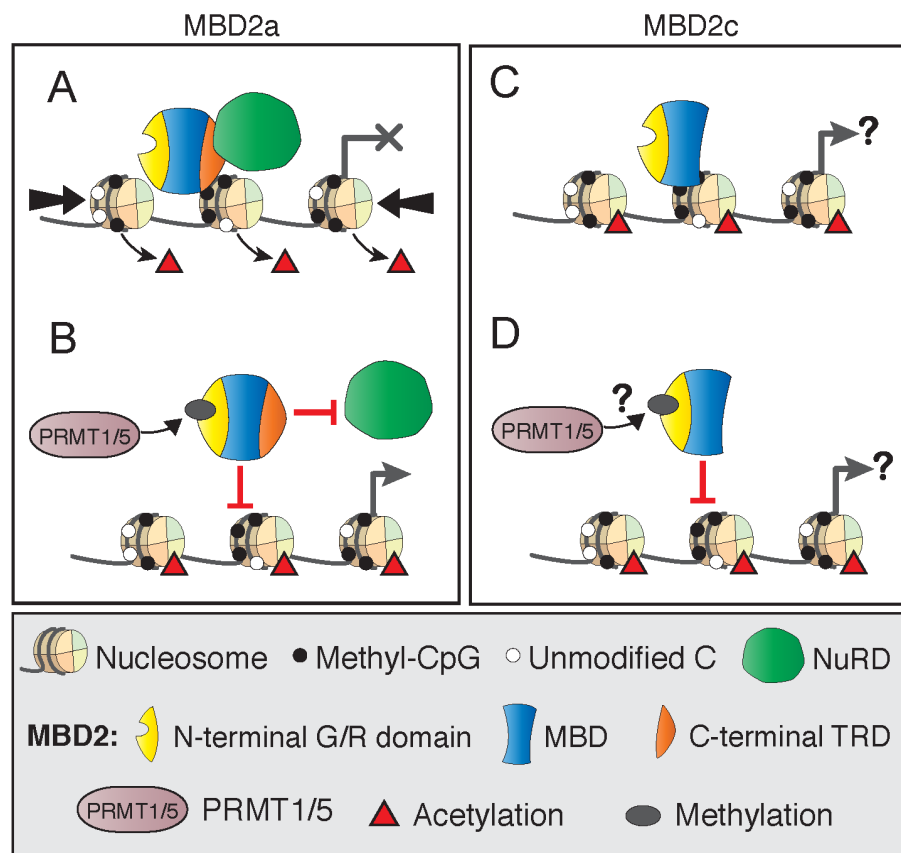 MBD2a
MBD2c
A
C
?
B
D
PRMT1/5
PRMT1/5
?
?
Nucleosome Methyl-CpG Unmodified C NuRD
MBD2: N-terminal G/R domain MBD C-terminal TRD
PRMT1/5 PRMT1/5 Acetylation Methylation